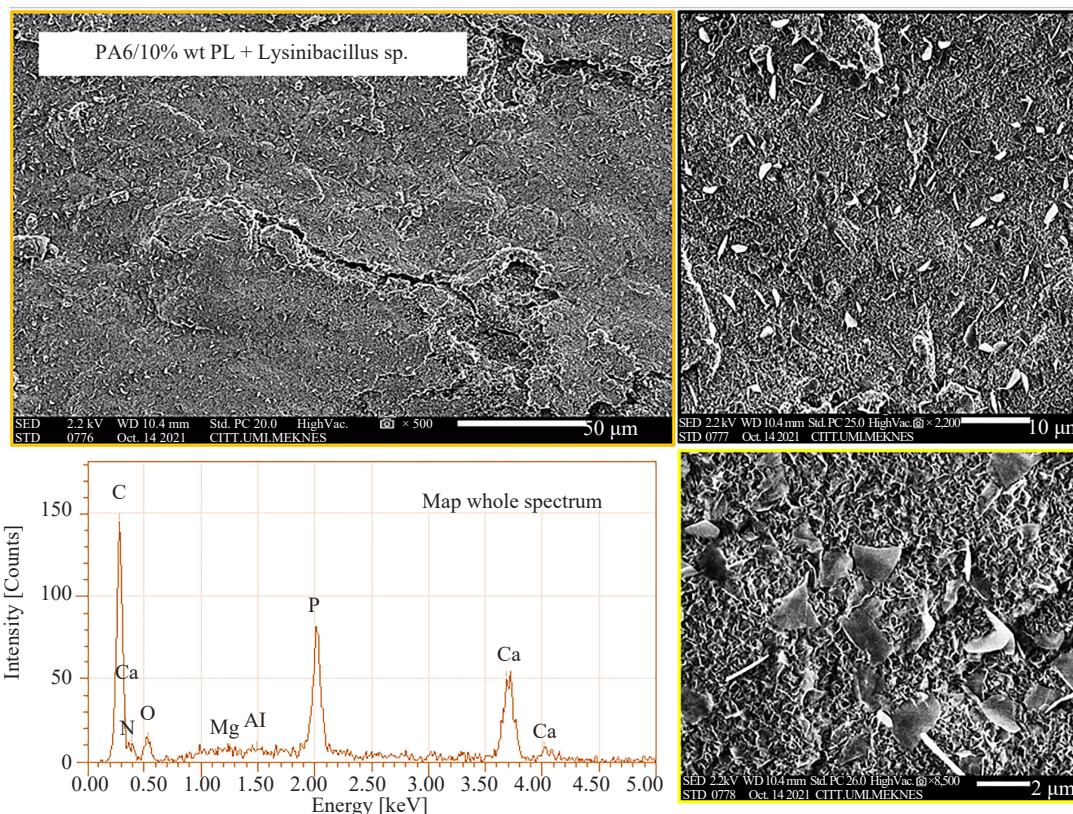 PA6/10% wt PL + Lysinibacillus sp.
SED 2.2 kV WD 10.4 mm Std. PC 20.0 HighVac. × 500 50 μm
STD 0776 Oct. 14 2021 CITT.UMI.MEKNES
SED 2.2 kV WD 10.4 mm Std. PC 25.0 HighVac. × 2,200 10 μm
STD 0777 Oct. 14 2021 CITT.UMI.MEKNES
Map whole spectrum
Intensity [Counts]
150
100
50
0
C
Ca
N
O
Mg
AI
P
Ca
Ca
0.00 0.50 1.00 1.50 2.00 2.50 3.00 3.50 4.00 4.50 5.00
Energy [keV]
SED 2.2kV WD 10.4 mm Std. PC 26.0 HighVac. ×8,500 2 μm
STD 0778 Oct. 14 2021 CITT.UMI.MEKNES